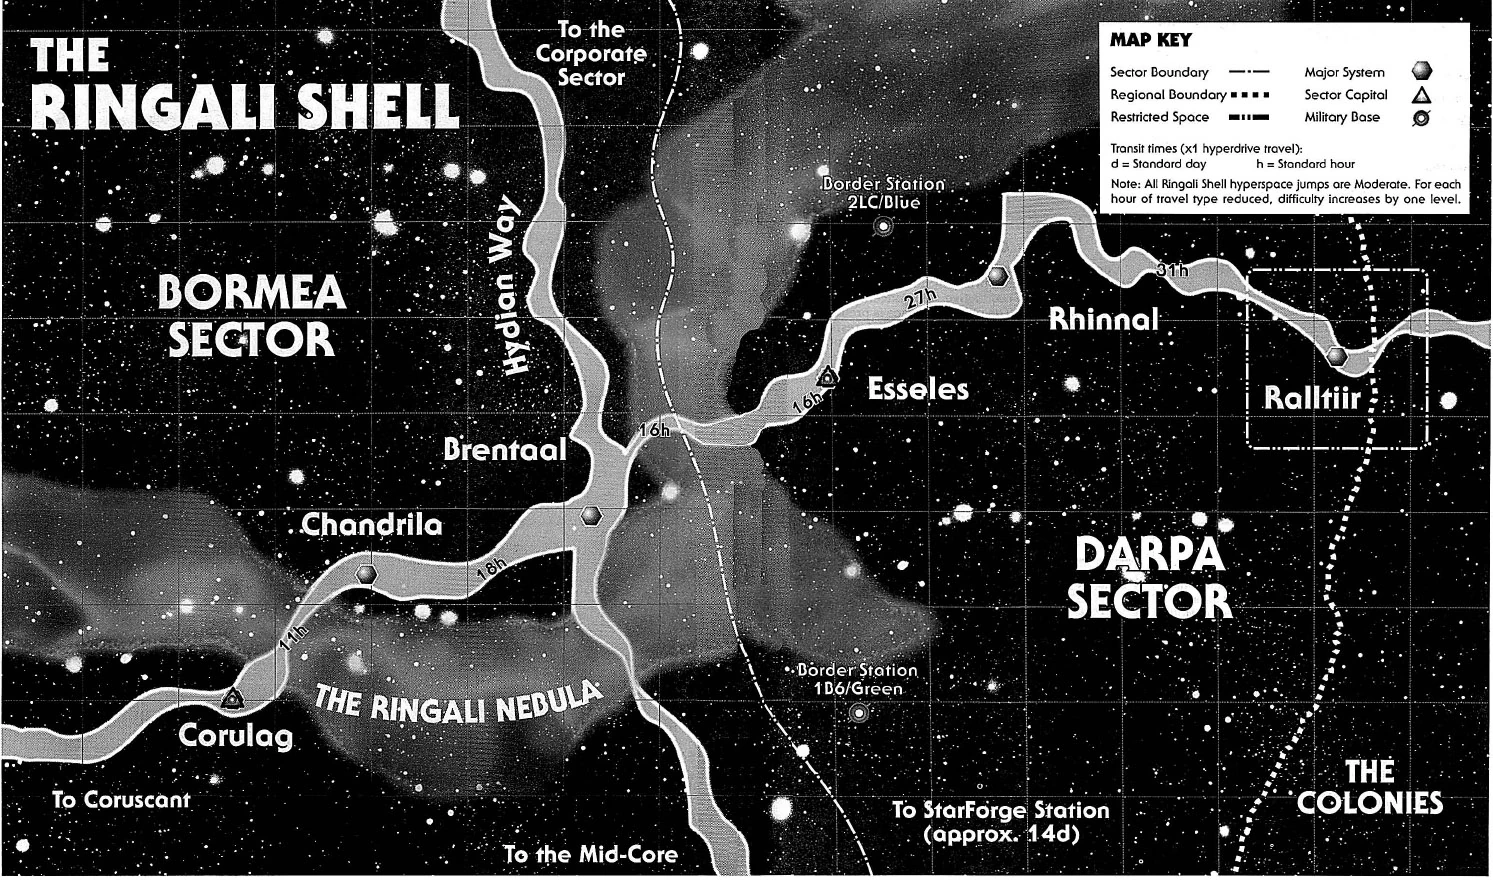 THE
RINGALI SHELL
To the
Corporate
Sector
MAP KEY
Sector Boundary
Major System
Regional Boundary
Sector Capital
Restricted Space
Military Base
Transit times (x1 hyperdrive travel):
d = Standard day
h = Standard hour
Note: All Ringali Shell hyperspace jumps are Moderate. For each
hour of travel type reduced, difficulty increases by one level.
Border Station
2LC/Blue
Hydian Way
BORMEA
SECTOR
31h
27h
Rhinnal
Esseles
16h
Ralltiir
16h
Brentaal
Chandrila
18h
DARPA
SECTOR
11h
Border Station
1B6/Green
THE RINGALI NEBULA
Corulag
THE
COLONIES
To Coruscant
To StarForge Station
(approx. 14d)
To the Mid-Core